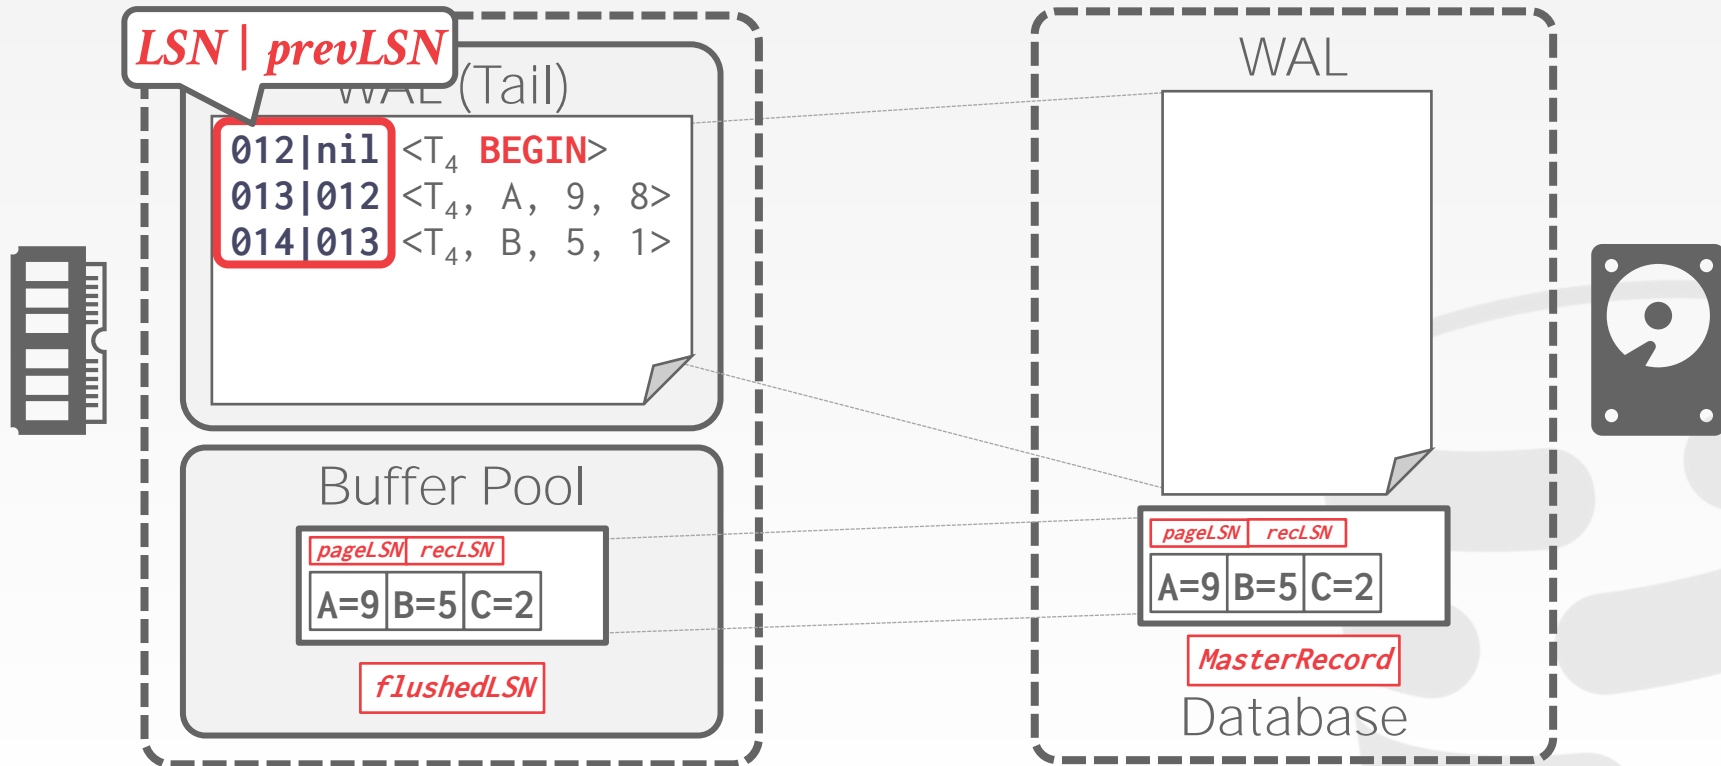 LSN | prevLSN
WAL (Tail)
012|nil <T4 BEGIN>
013|012 <T4, A, 9, 8>
014|013 <T4, B, 5, 1>
Buffer Pool
pageLSN recLSN
A=9 B=5 C=2
flushedLSN
WAL
pageLSN recLSN
A=9 B=5 C=2
MasterRecord
Database